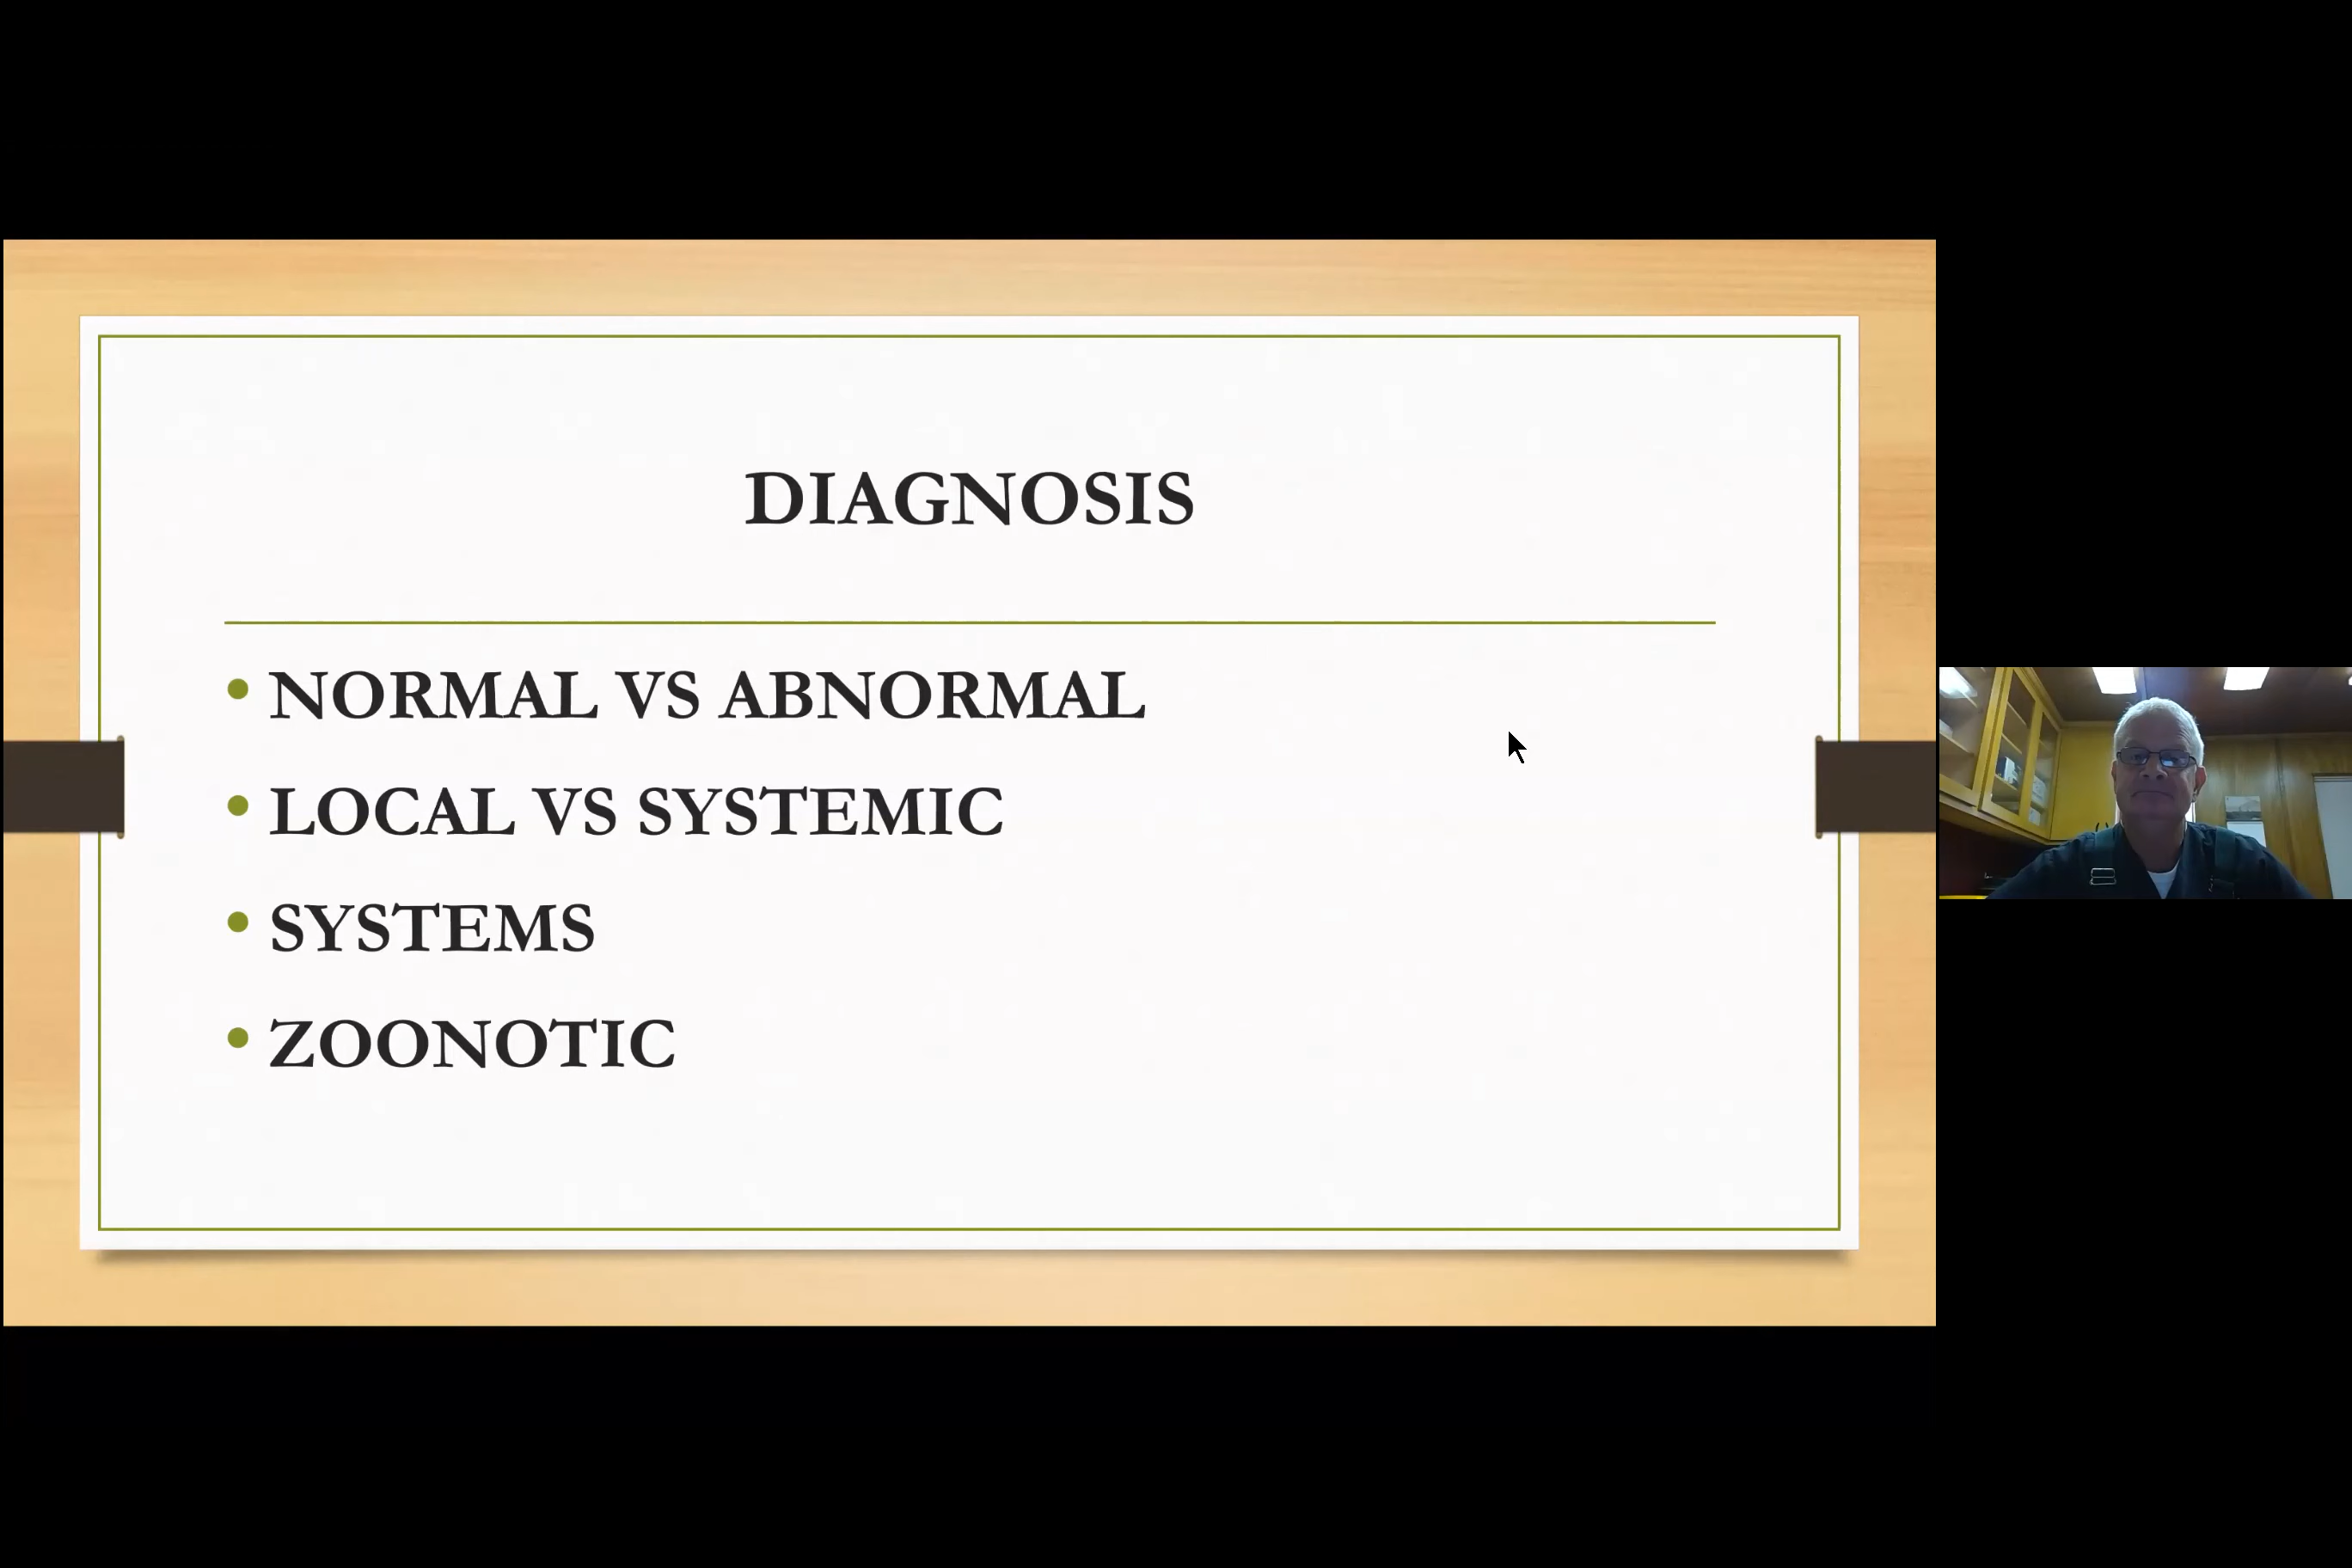 DIAGNOSIS
NORMAL VS ABNORMAL
LOCAL VS SYSTEMIC
SYSTEMS
ZOONOTIC